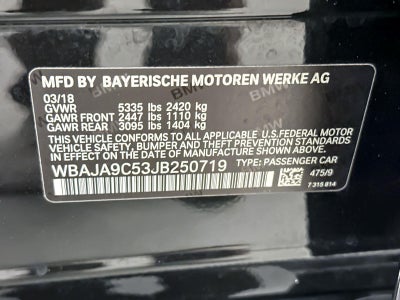 MFD BY BAYERISCHE MOTOREN WERKE AG
03/18
GVWR 5335 lbs 2420 kg
GAWR FRONT 2447 lbs 1110 kg
GAWR REAR 3095 lbs 1404 kg
THIS VEHICLE CONFORMS TO ALL APPLICABLE
U.S.FEDERAL MOTOR VEHICLE SAFETY STANDARDS
BUMPER AND THEFT PREVENTION STANDARDS
IN EFFECT ON THE DATE OF MANUFACTURE SHOWN ABOVE.
WBAJA9C53JB250719 TYPE: PASSENGER CAR
475/9
7 315 814